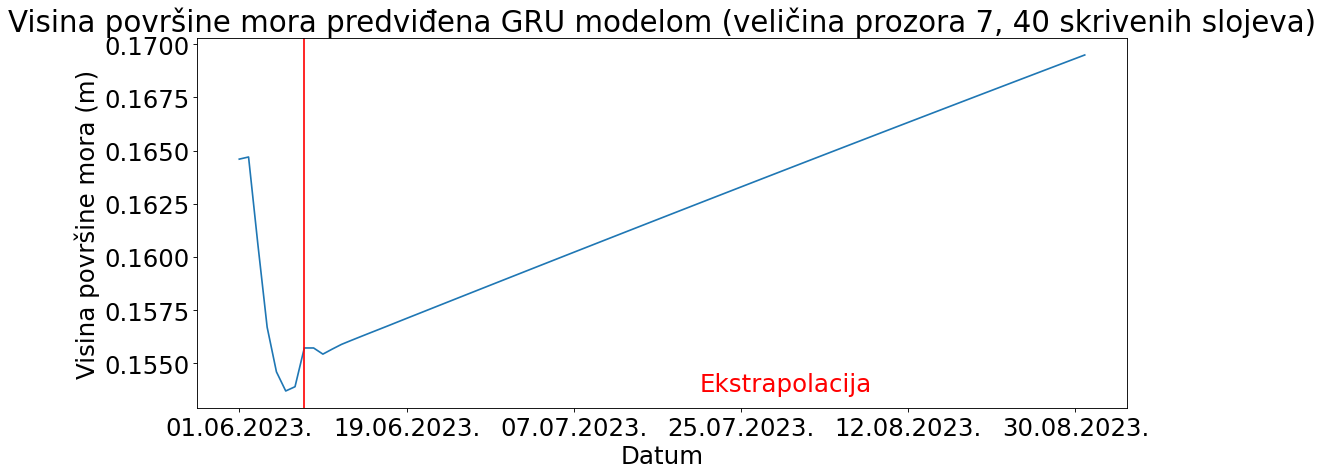 Visina površine mora predviđena GRU modelom (veličina prozora 7, 40 skrivenih slojeva)
Visina površine mora (m)
0.1700
0.1675
0.1650
0.1625
0.1600
0.1575
0.1550
Ekstrapolacija
01.06.2023. 19.06.2023. 07.07.2023. 25.07.2023. 12.08.2023. 30.08.2023.
Datum